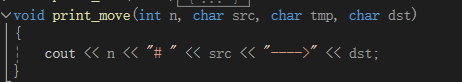 void print_move(int n, char src, char tmp, char dst)
{
    cout << n << "# " << src << "---->" << dst;
}